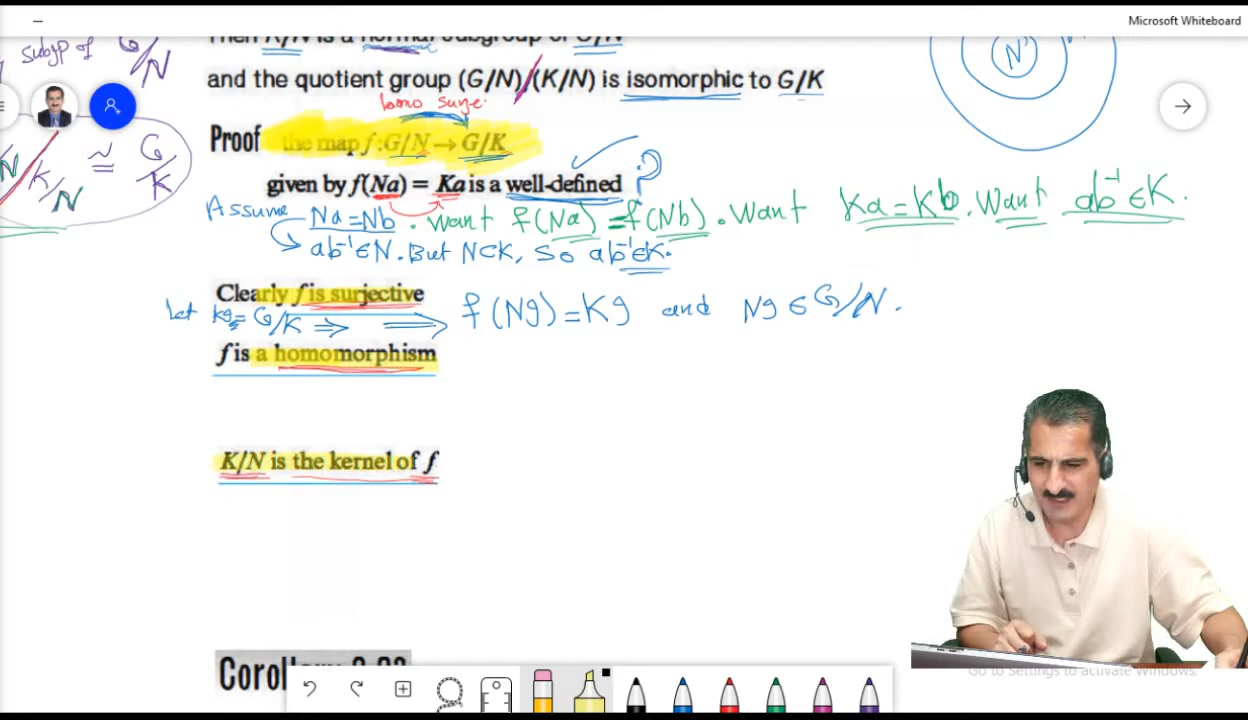 Microsoft Whiteboard
Then K/N is a normal subgroup of G/N
subgp of G/N
N'
and the quotient group (G/N)/(K/N) is isomorphic to G/K
homo surje.
Proof the map f : G/N → G/K
N/K/N ≅ G/K
given by f(Na) = Ka is a well-defined ?
Assume Na=Nb. Want f(Na) = f(Nb). Want Ka=Kb. Want ab⁻¹∈K.
ab⁻¹∈N. But N⊂K, so ab⁻¹∈K.
Clearly f is surjective
Let kg = G/K ⇒ ⇒ f(Ng)=Kg and Ng ∈ G/N.
f is a homomorphism
K/N is the kernel of f
Go to Settings to activate Windows.